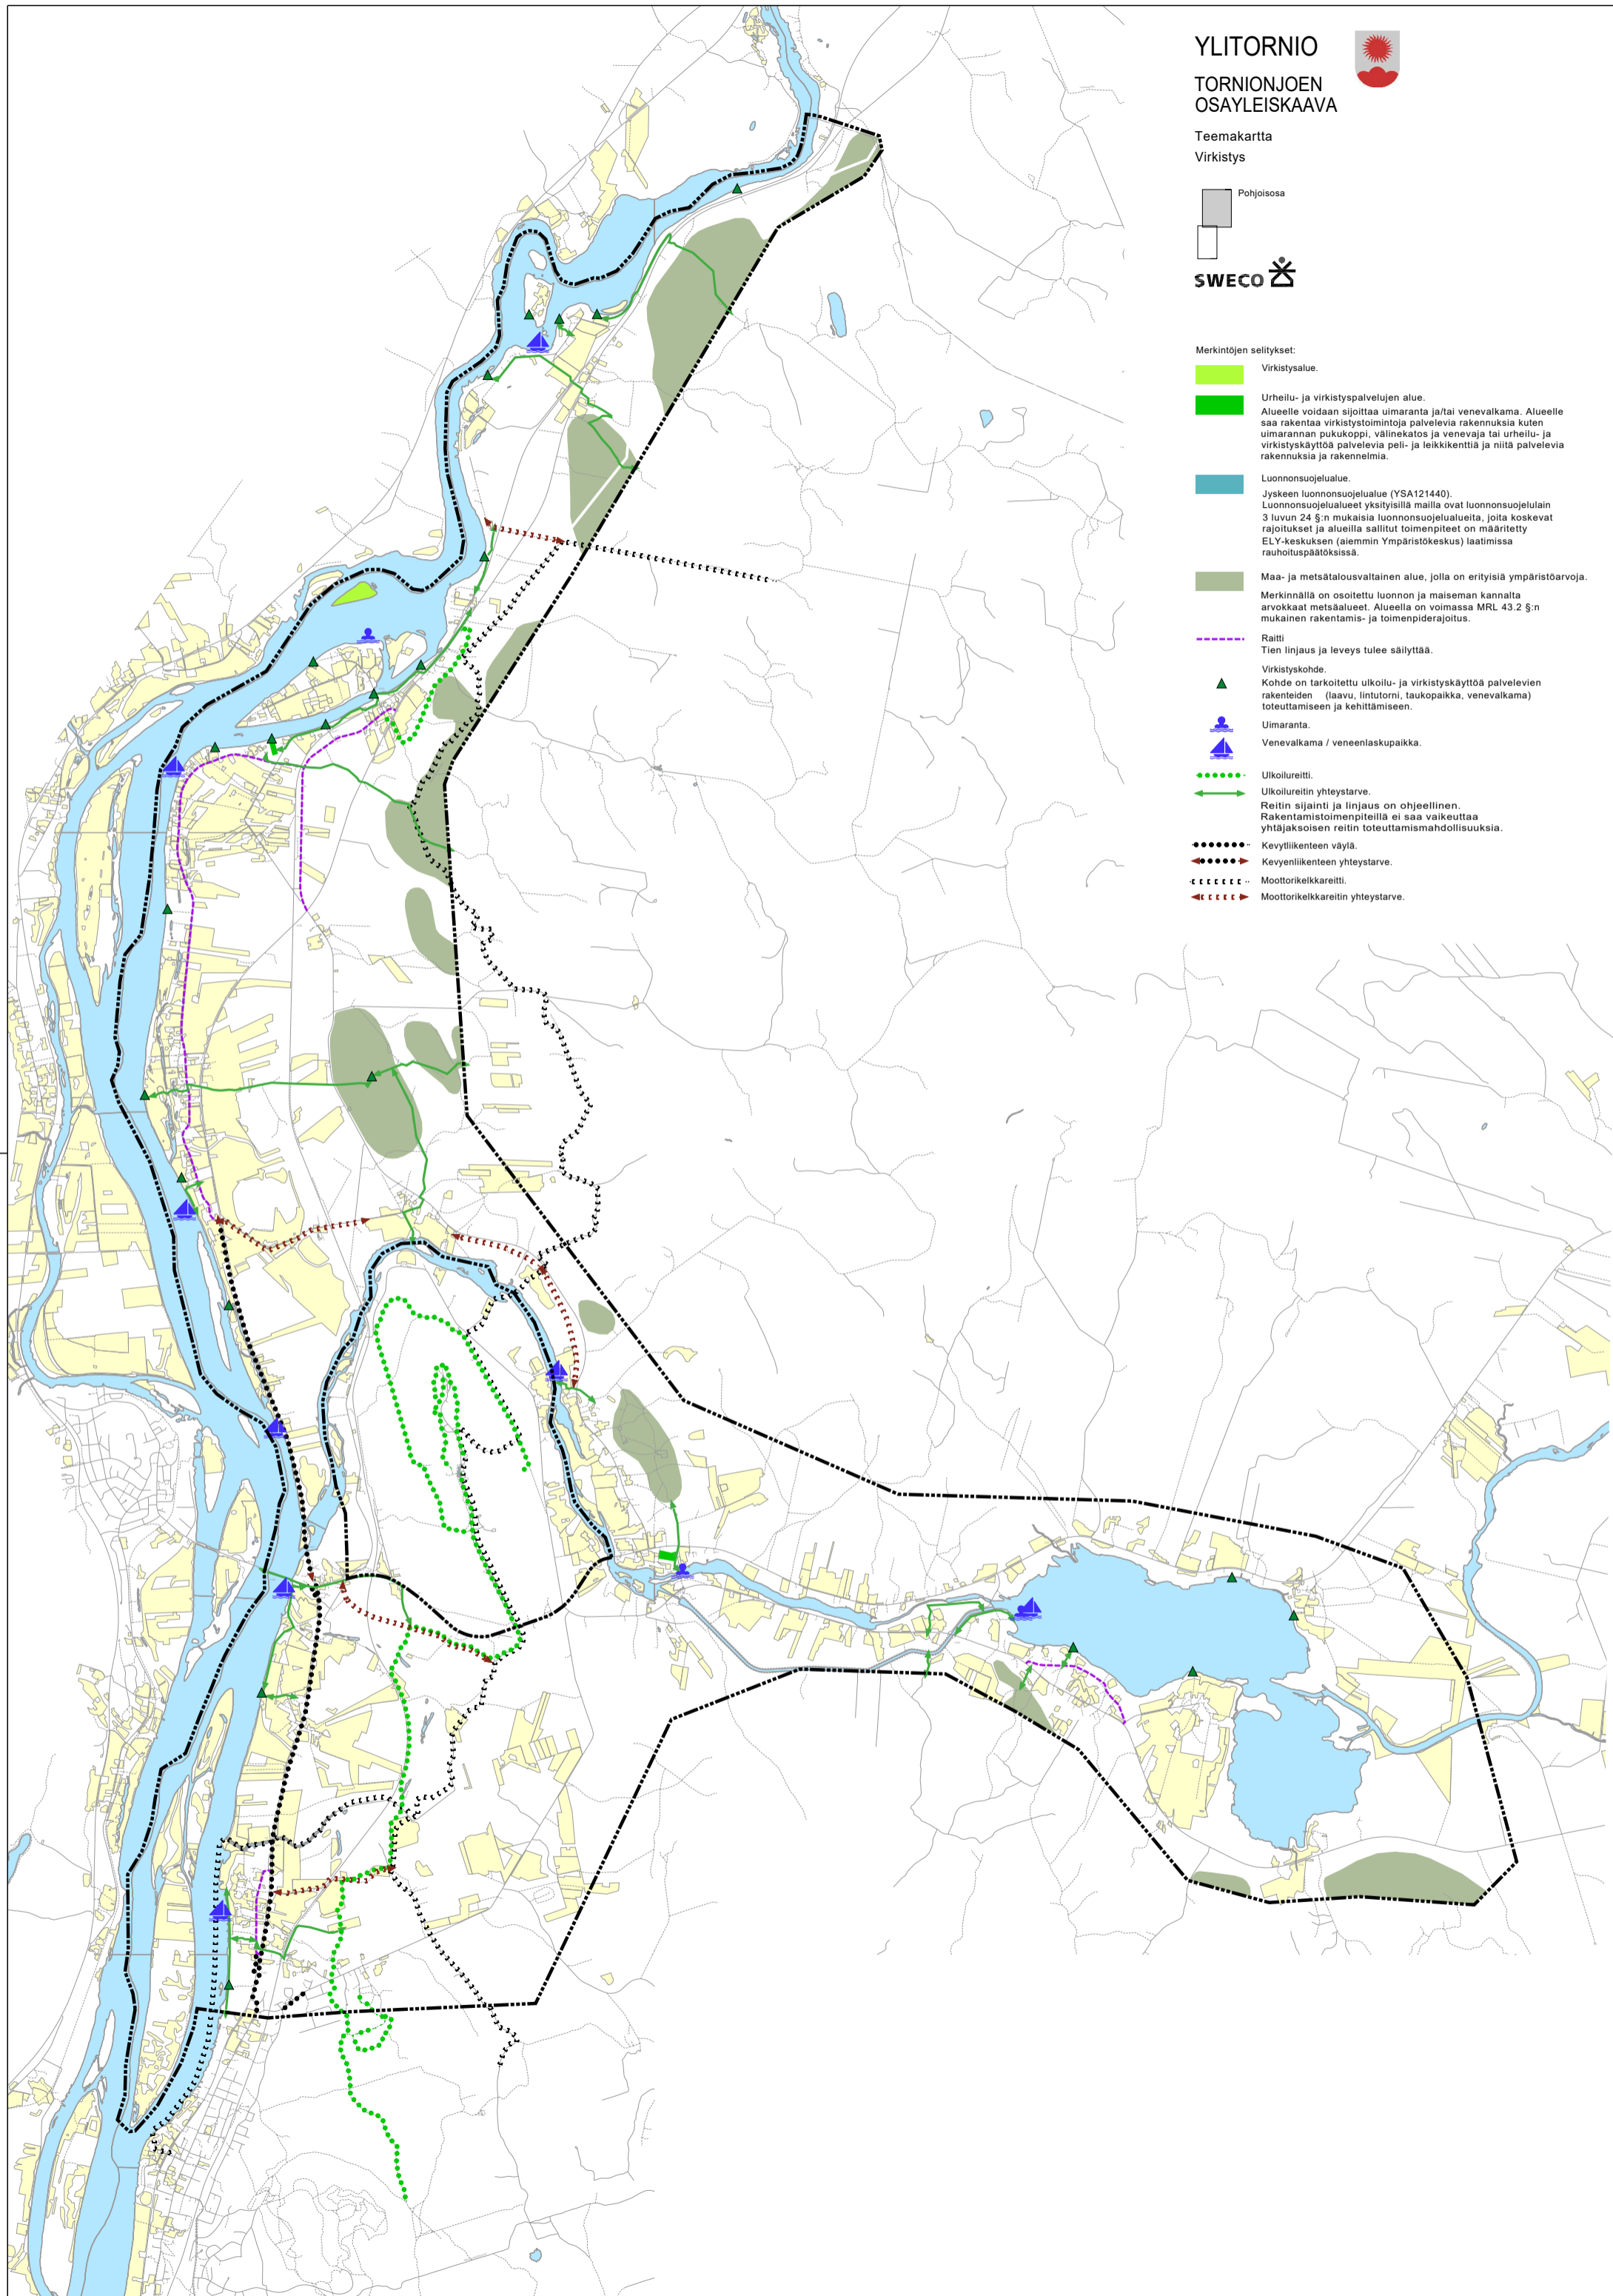 YLITORNIO
TORNIONJOEN
OSAYLEISKAAVA
Teemakartta
Virkistys
Pohjoisosa
SWECO
Merkintöjen selitykset:
Virkistysalue.
Urheilu- ja virkistyspalvelujen alue.
Alueelle voidaan sijoittaa uimaranta ja/tai venevalkama. Alueelle
saa rakentaa virkistystoimintoja palvelevia rakennuksia kuten
uimarannan pukukoppi, välinekatos ja venevaja tai urheilu- ja
virkistyskäyttöä palvelevia peli- ja leikkikenttiä ja niitä palvelevia
rakennuksia ja rakennelmia.
Luonnonsuojelualue.
Jyskeen luonnonsuojelualue (YSA121440).
Luonnonsuojelualueet yksityisillä mailla ovat luonnonsuojelulain
3 luvun 24 §:n mukaisia luonnonsuojelualueita, joita koskevat
rajoitukset ja alueilla sallitut toimenpiteet on määritetty
ELY-keskuksen (aiemmin Ympäristökeskus) laatimissa
rauhoituspäätöksissä.
Maa- ja metsätalousvaltainen alue, jolla on erityisiä ympäristöarvoja.
Merkinnällä on osoitettu luonnon ja maiseman kannalta
arvokkaat metsäalueet. Alueella on voimassa MRL 43.2 §:n
mukainen rakentamis- ja toimenpiderajoitus.
Raitti
Tien linjaus ja leveys tulee säilyttää.
Virkistyskohde.
Kohde on tarkoitettu ulkoilu- ja virkistyskäyttöä palvelevien
rakenteiden (laavu, lintutorni, taukopaikka, venevalkama)
toteuttamiseen ja kehittämiseen.
Uimaranta.
Venevalkama / veneenlaskupaikka.
Ulkoilureitti.
Ulkoilureitin yhteystarve.
Reitin sijainti ja linjaus on ohjeellinen.
Rakentamistoimenpiteillä ei saa vaikeuttaa
yhtäjaksoisen reitin toteuttamismahdollisuuksia.
Kevytliikenteen väylä.
Kevyenliikenteen yhteystarve.
Moottorikelkkareitti.
Moottorikelkkareitin yhteystarve.